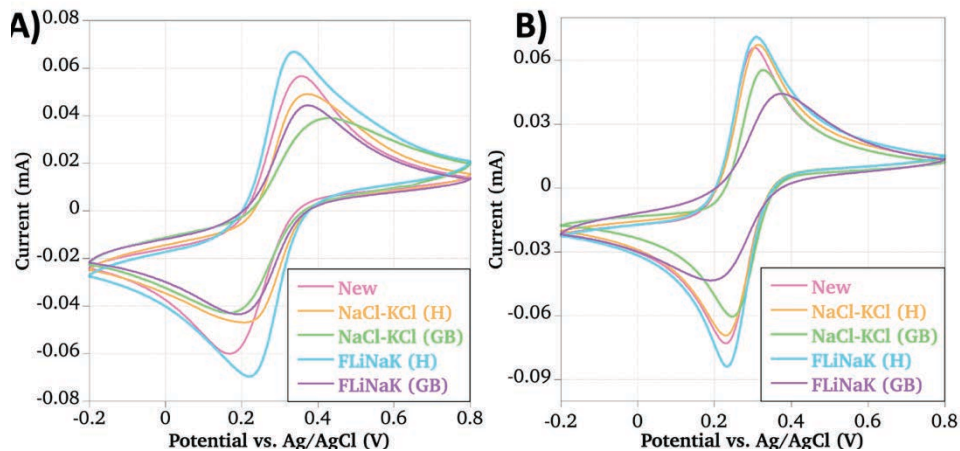 A)
0.08
0.06
0.04
0.02
0
-0.02
-0.04
-0.06
-0.08
Current (mA)
-0.2
0
0.2
0.4
0.6
0.8
Potential vs. Ag/AgCl (V)
New
NaCl-KCl (H)
NaCl-KCl (GB)
FLiNaK (H)
FLiNaK (GB)
B)
0.06
0.03
0
-0.03
-0.06
-0.09
Current (mA)
-0.2
0
0.2
0.4
0.6
0.8
Potential vs. Ag/AgCl (V)
New
NaCl-KCl (H)
NaCl-KCl (GB)
FLiNaK (H)
FLiNaK (GB)